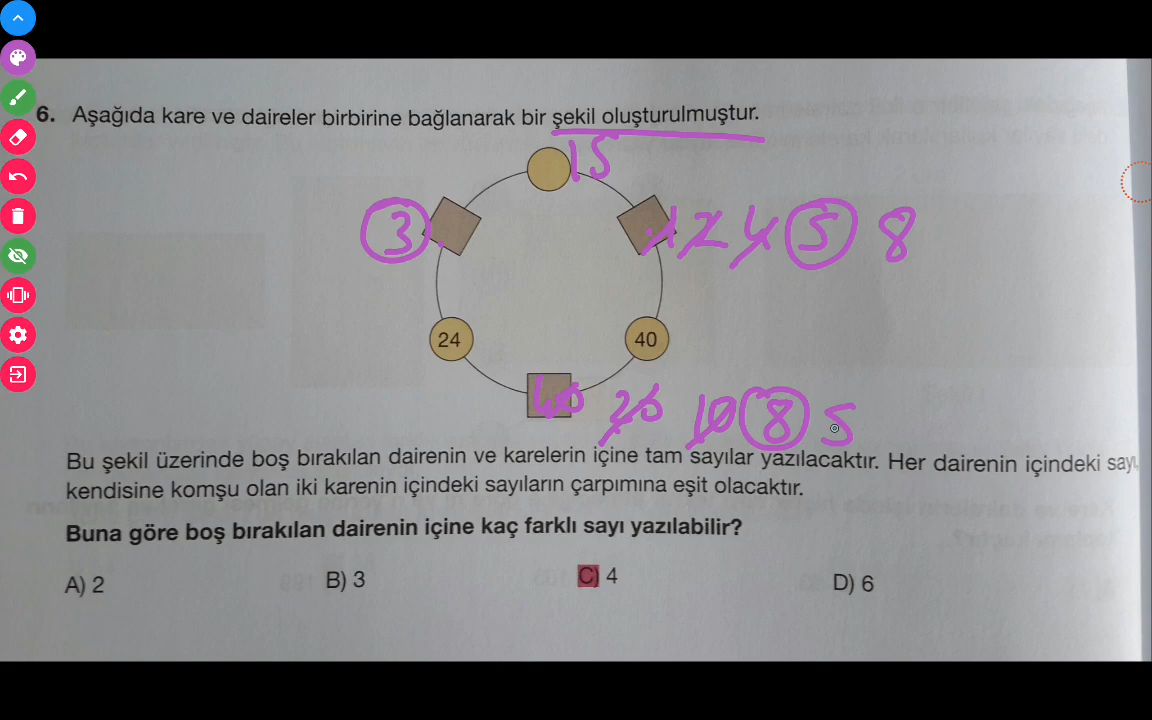 6. Aşağıda kare ve daireler birbirine bağlanarak bir şekil oluşturulmuştur.
15
3
1 2 4 5 8
24
40
40 20 10 8 5
Bu şekil üzerinde boş bırakılan dairenin ve karelerin içine tam sayılar yazılacaktır. Her dairenin içindeki sayı,
kendisine komşu olan iki karenin içindeki sayıların çarpımına eşit olacaktır.
Buna göre boş bırakılan dairenin içine kaç farklı sayı yazılabilir?
A) 2 B) 3 C) 4 D) 6